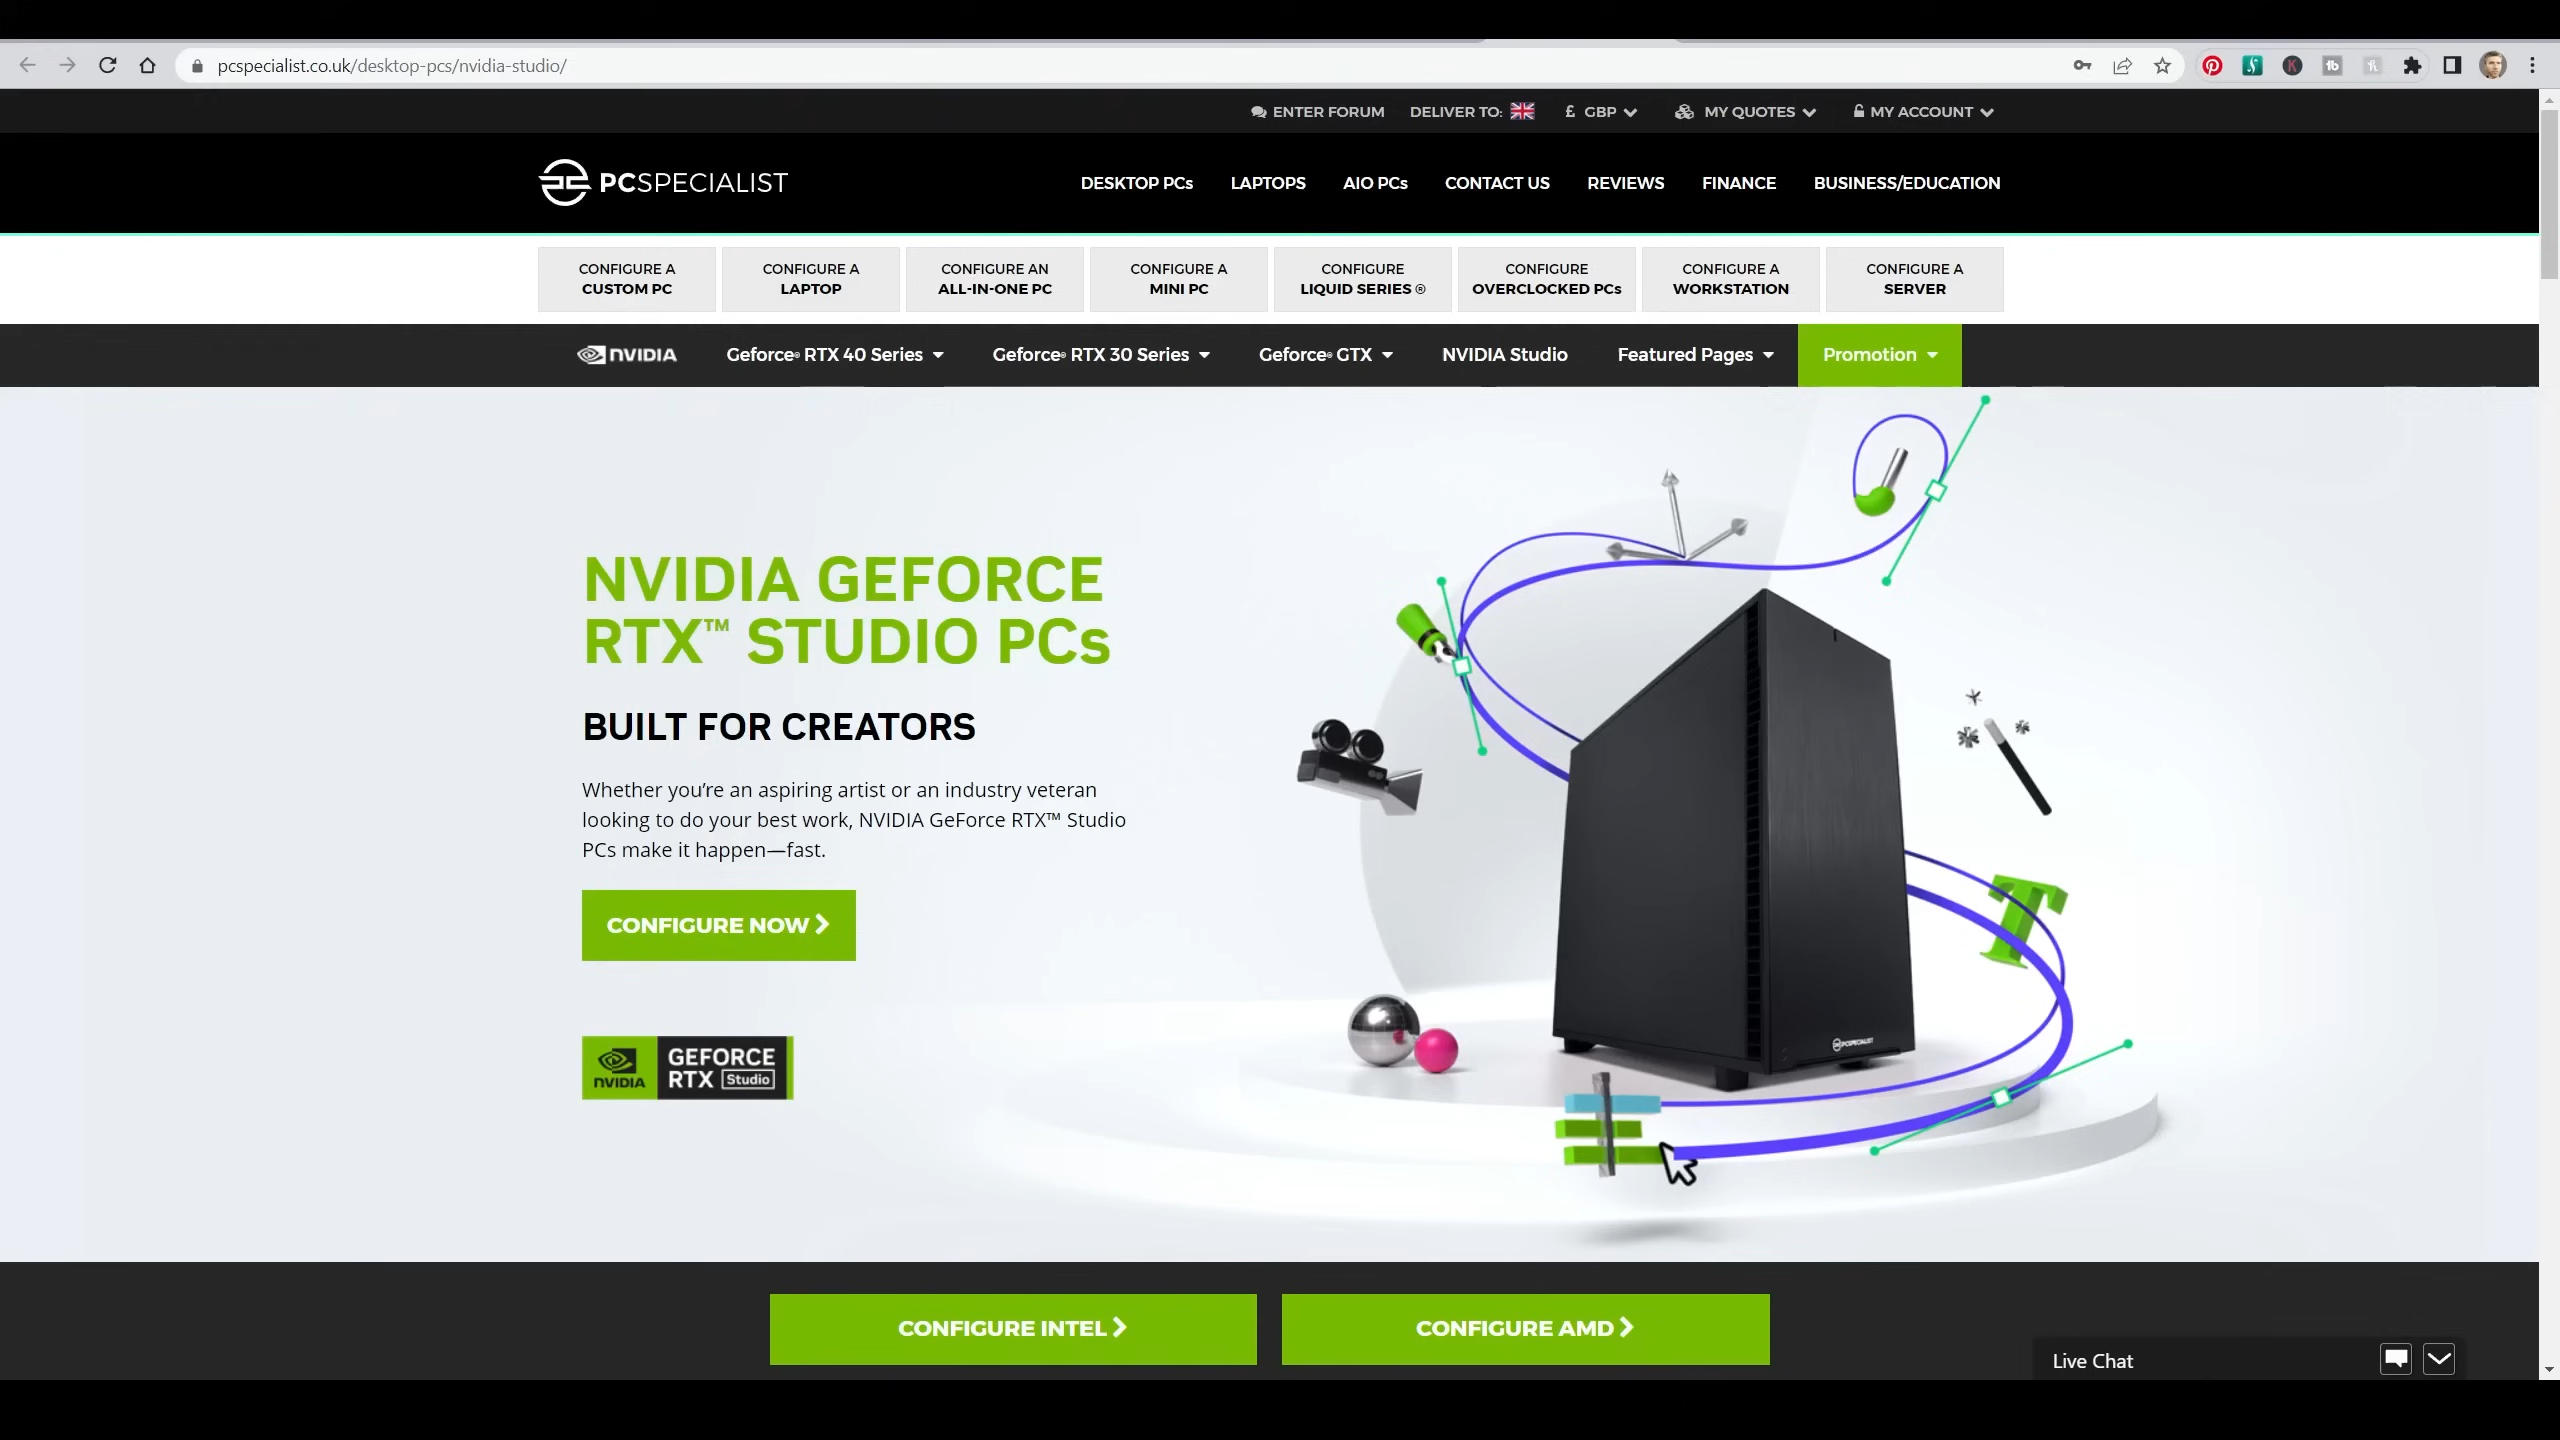 pcspecialist.co.uk/desktop-pcs/nvidia-studio/
ENTER FORUM DELIVER TO: £ GBP MY QUOTES MY ACCOUNT
PCSPECIALIST
DESKTOP PCs LAPTOPS AIO PCs CONTACT US REVIEWS FINANCE BUSINESS/EDUCATION
CONFIGURE A
CUSTOM PC
CONFIGURE A
LAPTOP
CONFIGURE AN
ALL-IN-ONE PC
CONFIGURE A
MINI PC
CONFIGURE
LIQUID SERIES ®
CONFIGURE
OVERCLOCKED PCs
CONFIGURE A
WORKSTATION
CONFIGURE A
SERVER
NVIDIA Geforce® RTX 40 Series Geforce® RTX 30 Series Geforce® GTX NVIDIA Studio Featured Pages Promotion
NVIDIA GEFORCE
RTX™ STUDIO PCs
BUILT FOR CREATORS
Whether you’re an aspiring artist or an industry veteran
looking to do your best work, NVIDIA GeForce RTX™ Studio
PCs make it happen—fast.
CONFIGURE NOW
NVIDIA
GEFORCE
RTX Studio
T
PCSPECIALIST
CONFIGURE INTEL
CONFIGURE AMD
Live Chat